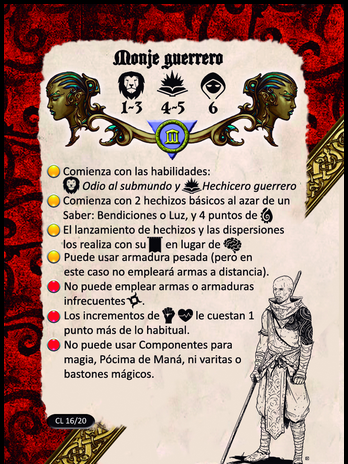 Monje guerrero
1-3 4-5 6
Comienza con las habilidades:
Odio al submundo y Hechicero guerrero
Comienza con 2 hechizos básicos al azar de un
Saber: Bendiciones o Luz, y 4 puntos de
El lanzamiento de hechizos y las dispersiones
los realiza con su en lugar de
Puede usar armadura pesada (pero en
este caso no empleará armas a distancia).
No puede emplear armas o armaduras
infrecuentes.
Los incrementos de le cuestan 1
punto más de lo habitual.
No puede usar Componentes para
magia, Pócima de Maná, ni varitas o
bastones mágicos.
CL 16/20